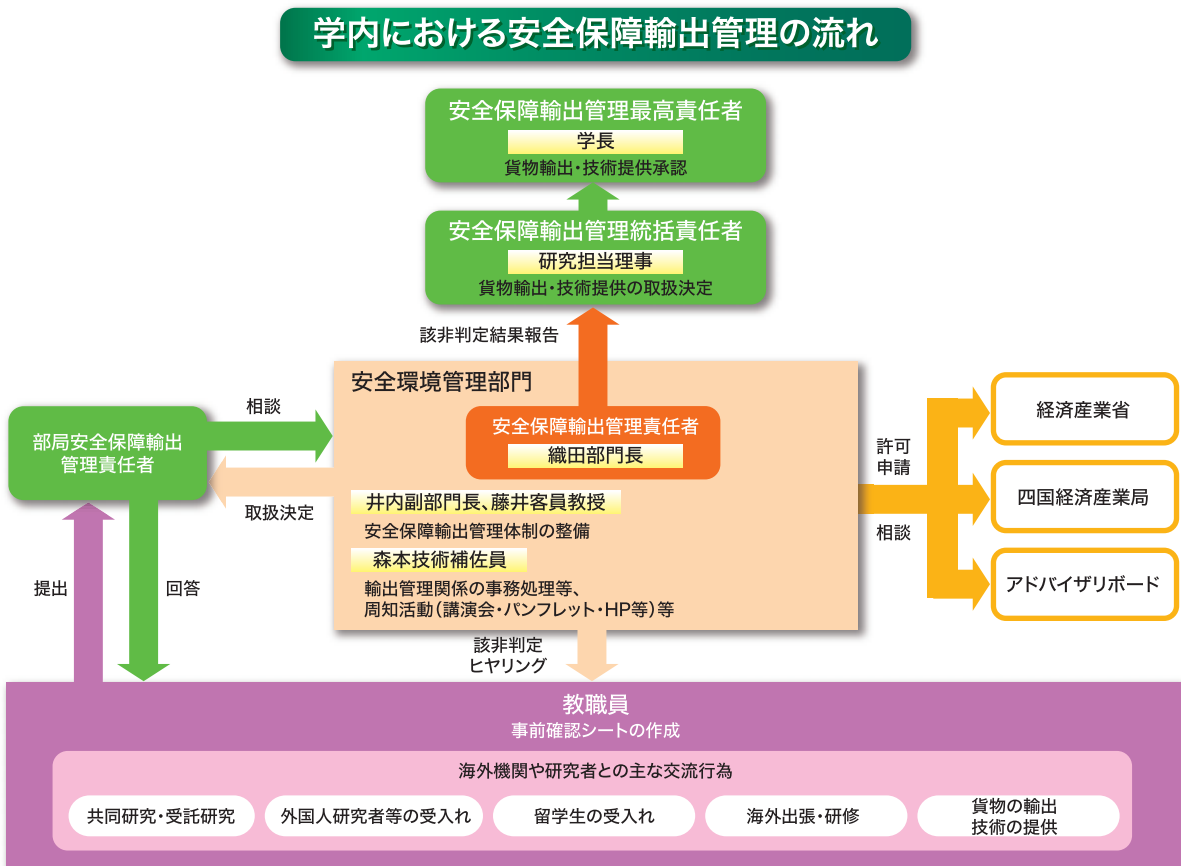 学内における安全保障輸出管理の流れ
安全保障輸出管理最高責任者
学長
貨物輸出・技術提供承認
安全保障輸出管理統括責任者
研究担当理事
貨物輸出・技術提供の取扱決定
該非判定結果報告
安全環境管理部門
安全保障輸出管理責任者
織田部門長
井内副部門長、藤井客員教授
安全保障輸出管理体制の整備
森本技術補佐員
輸出管理関係の事務処理等、
周知活動（講演会・パンフレット・HP等）等
部局安全保障輸出
管理責任者
相談
取扱決定
提出
回答
許可
申請
相談
経済産業省
四国経済産業局
アドバイザリボード
該非判定
ヒヤリング
教職員
事前確認シートの作成
海外機関や研究者との主な交流行為
共同研究・受託研究
外国人研究者等の受入れ
留学生の受入れ
海外出張・研修
貨物の輸出
技術の提供